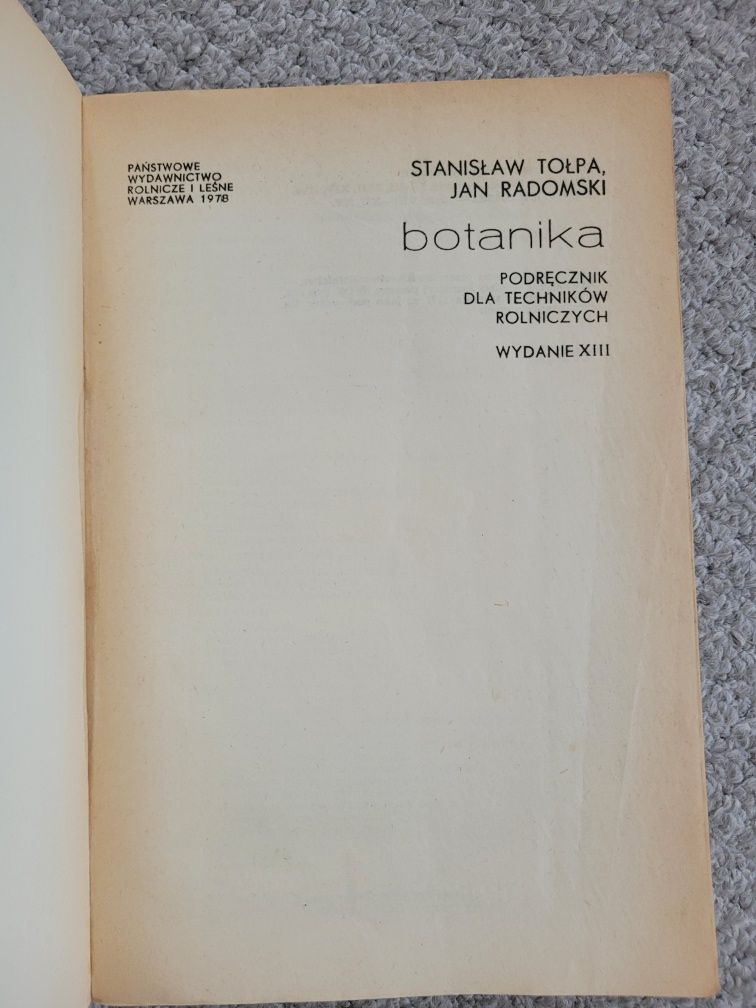 PAŃSTWOWE
WYDAWNICTWO
ROLNICZE I LEŚNE
WARSZAWA 1978
STANISŁAW TOŁPA,
JAN RADOMSKI
botanika
PODRĘCZNIK
DLA TECHNIKÓW
ROLNICZYCH
WYDANIE XIII